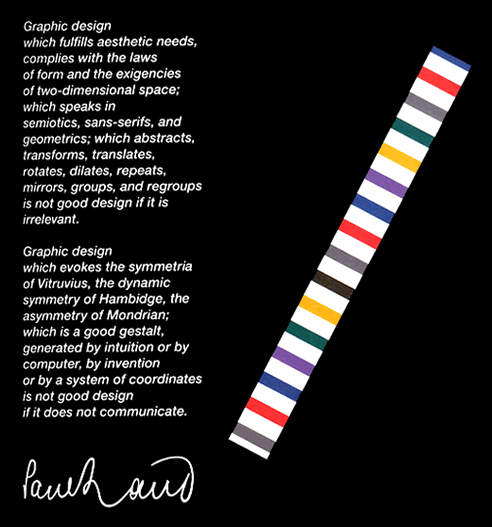 Graphic design
which fulfills aesthetic needs,
complies with the laws
of form and the exigencies
of two-dimensional space;
which speaks in
semiotics, sans-serifs, and
geometrics; which abstracts,
transforms, translates,
rotates, dilates, repeats,
mirrors, groups, and regroups
is not good design if it is
irrelevant.
Graphic design
which evokes the symmetria
of Vitruvius, the dynamic
symmetry of Hambidge, the
asymmetry of Mondrian;
which is a good gestalt,
generated by intuition or by
computer, by invention
or by a system of coordinates
is not good design
if it does not communicate.
Paul Rand